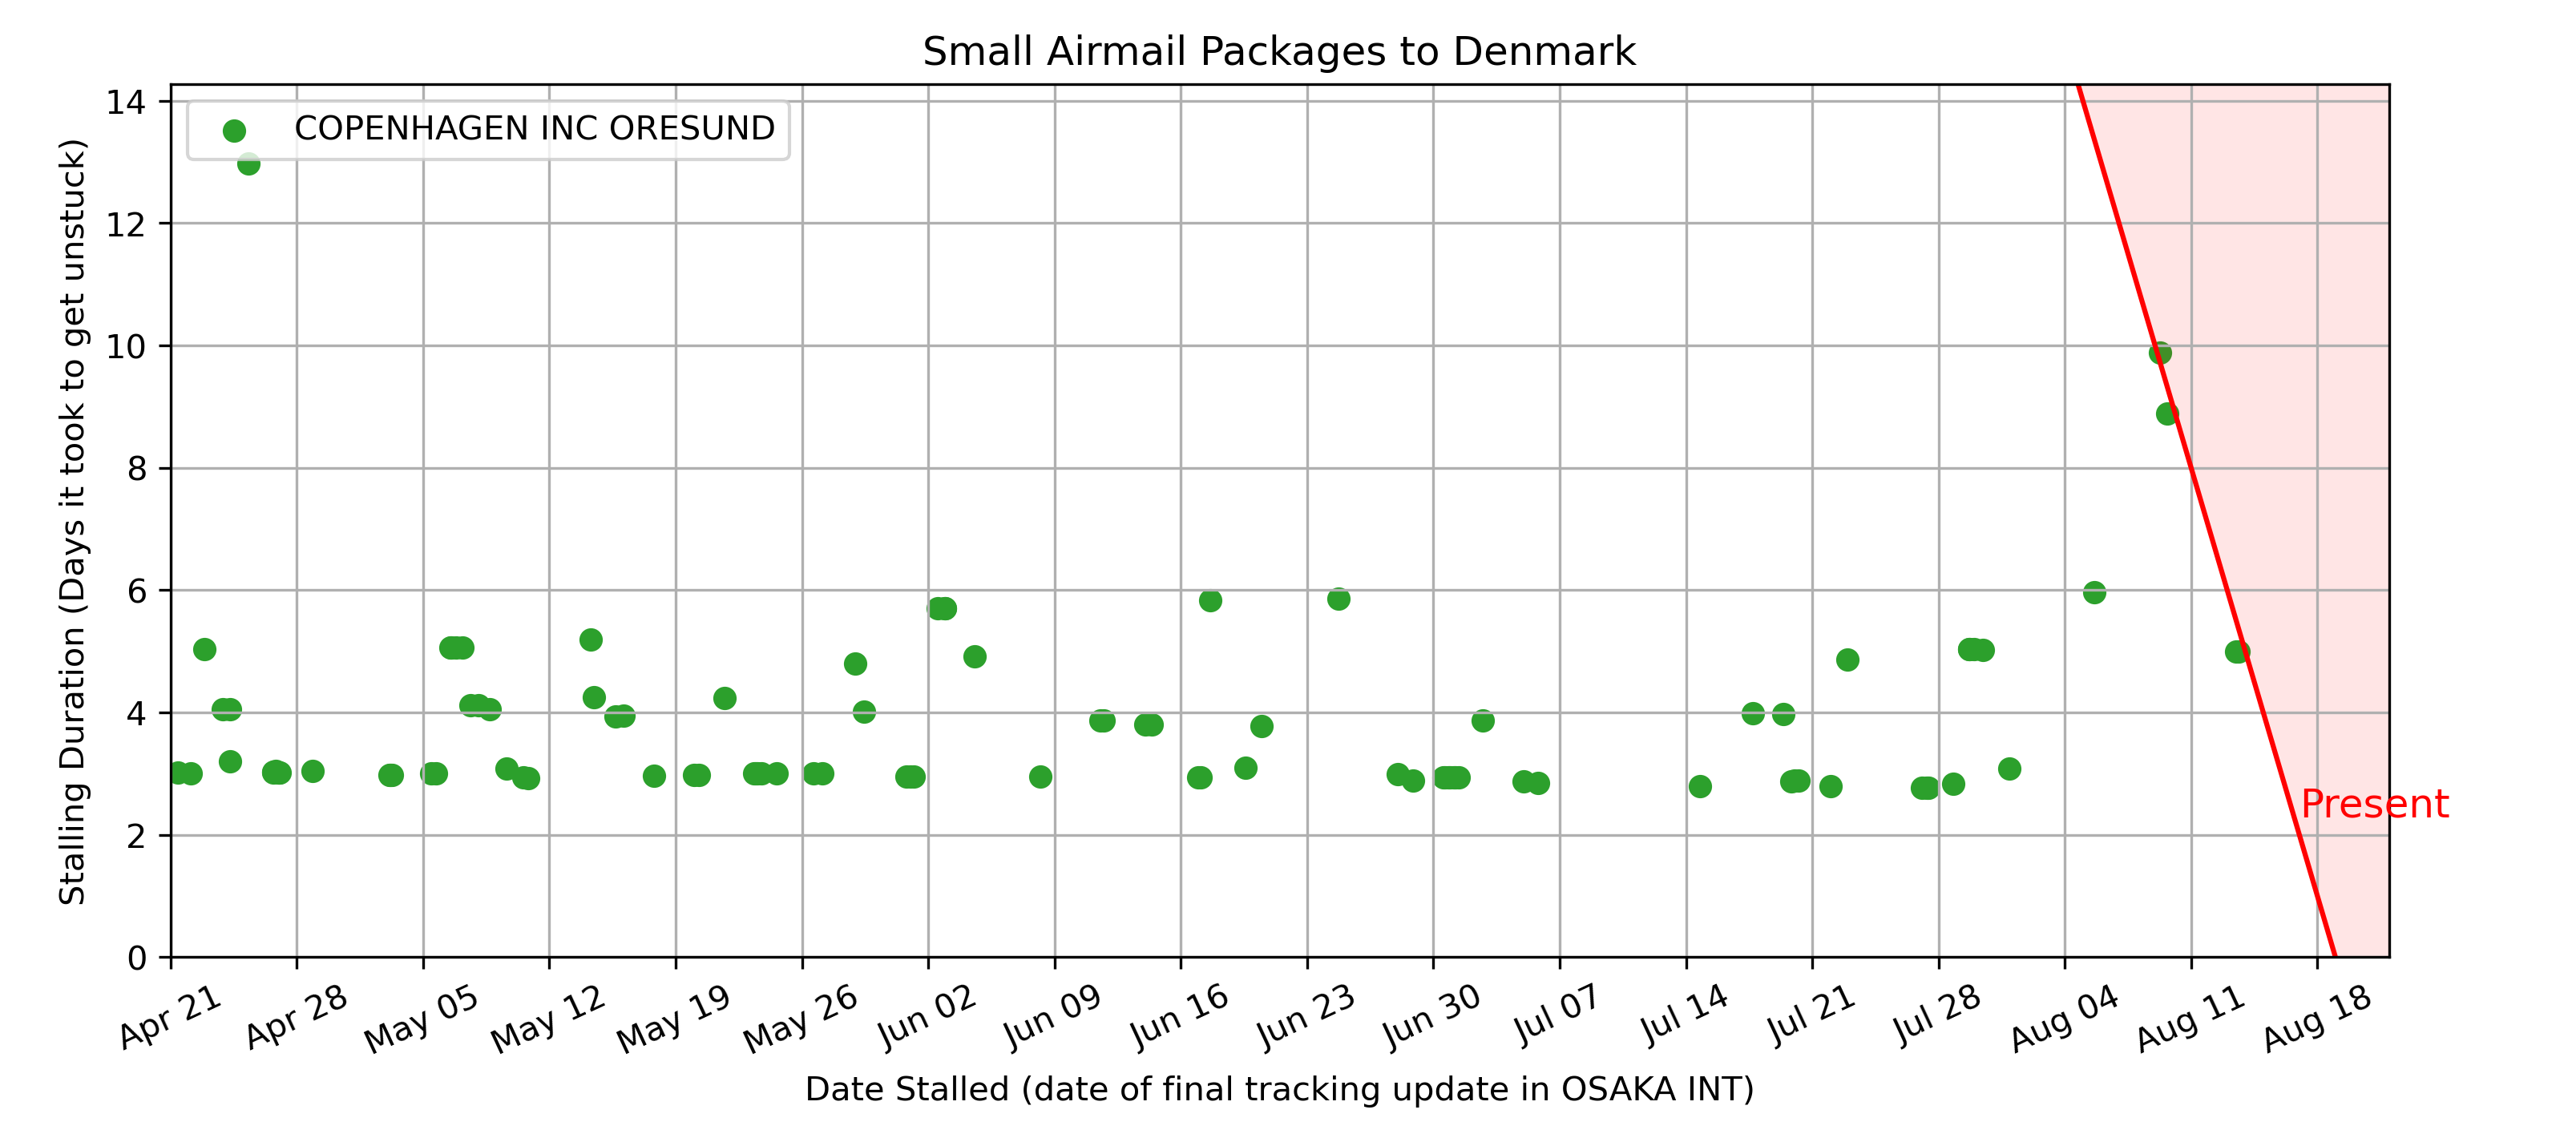 Small Airmail Packages to Denmark
COPENHAGEN INC ORESUND
Stalling Duration (Days it took to get unstuck)
14
12
10
8
6
4
2
0
Present
Apr 21
Apr 28
May 05
May 12
May 19
May 26
Jun 02
Jun 09
Jun 16
Jun 23
Jun 30
Jul 07
Jul 14
Jul 21
Jul 28
Aug 04
Aug 11
Aug 18
Date Stalled (date of final tracking update in OSAKA INT)